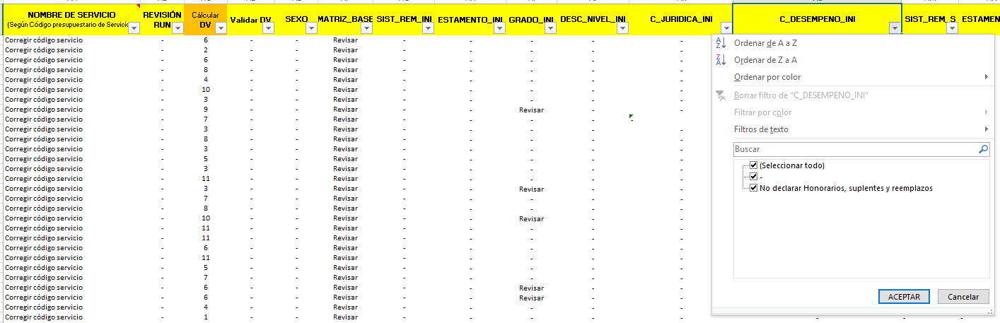 NOMBRE DE SERVICIO REVISIÓN Cálcular
(Según Código presupuestario de Servicio RUN DV Validar DV SEXO MATRIZ_BASE SIST_REM_INI ESTAMENTO_INI GRADO_INI DESC_NIVEL_INI C_JURIDICA_INI C_DESEMPENO_INI SIST_REM_S ESTAMEN
Corregir código servicio - 6 - - Revisar - - - - -
Corregir código servicio - 2 - - Revisar - - - - -
Corregir código servicio - 6 - - Revisar - - - - -
Corregir código servicio - 8 - - Revisar - - - - -
Corregir código servicio - 4 - - Revisar - - - - -
Corregir código servicio - 10 - - Revisar - - - - -
Corregir código servicio - 3 - - Revisar - - - - -
Corregir código servicio - 9 - - Revisar - - Revisar - -
Corregir código servicio - 7 - - Revisar - - - - -
Corregir código servicio - 3 - - Revisar - - - - -
Corregir código servicio - 8 - - Revisar - - - - -
Corregir código servicio - 3 - - Revisar - - - - -
Corregir código servicio - 5 - - Revisar - - - - -
Corregir código servicio - 3 - - Revisar - - - - -
Corregir código servicio - 11 - - Revisar - - - - -
Corregir código servicio - 3 - - Revisar - - Revisar - -
Corregir código servicio - 7 - - Revisar - - - - -
Corregir código servicio - 8 - - Revisar - - - - -
Corregir código servicio - 10 - - Revisar - - Revisar - -
Corregir código servicio - 11 - - Revisar - - - - -
Corregir código servicio - 11 - - Revisar - - - - -
Corregir código servicio - 6 - - Revisar - - - - -
Corregir código servicio - 11 - - Revisar - - - - -
Corregir código servicio - 5 - - Revisar - - - - -
Corregir código servicio - 7 - - Revisar - - - - -
Corregir código servicio - 6 - - Revisar - - Revisar - -
Corregir código servicio - 6 - - Revisar - - Revisar - -
Corregir código servicio - 4 - - Revisar - - - - -
Corregir código servicio - 1 - - Revisar - - - - - - - -
Ordenar de A a Z
Ordenar de Z a A
Ordenar por color
Borrar filtro de "C_DESEMPENO_INI"
Filtrar por color
Filtros de texto
Buscar
(Seleccionar todo)
-
No declarar Honorarios, suplentes y reemplazos
ACEPTAR Cancelar